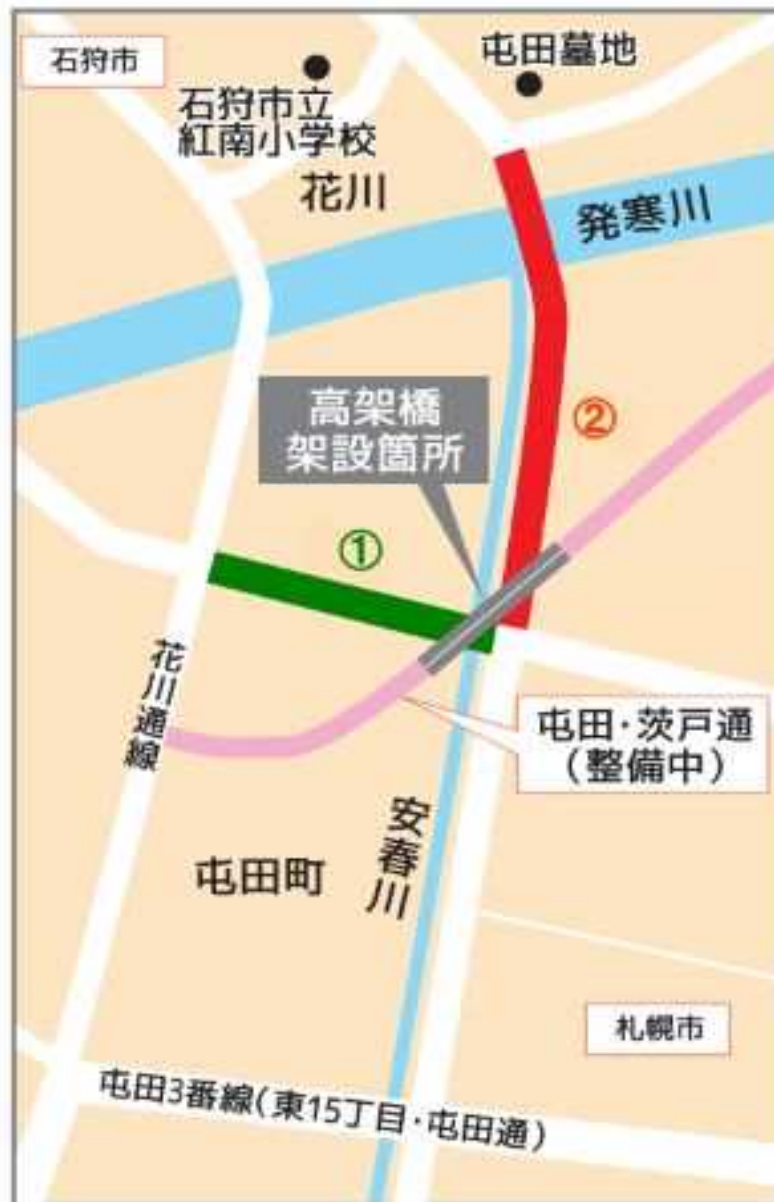 石狩市
屯田墓地
石狩市立
紅南小学校
花川
発寒川
高架橋
架設箇所
②
①
花川通線
屯田・茨戸通
（整備中）
安春川
屯田町
札幌市
屯田3番線（東15丁目・屯田通）